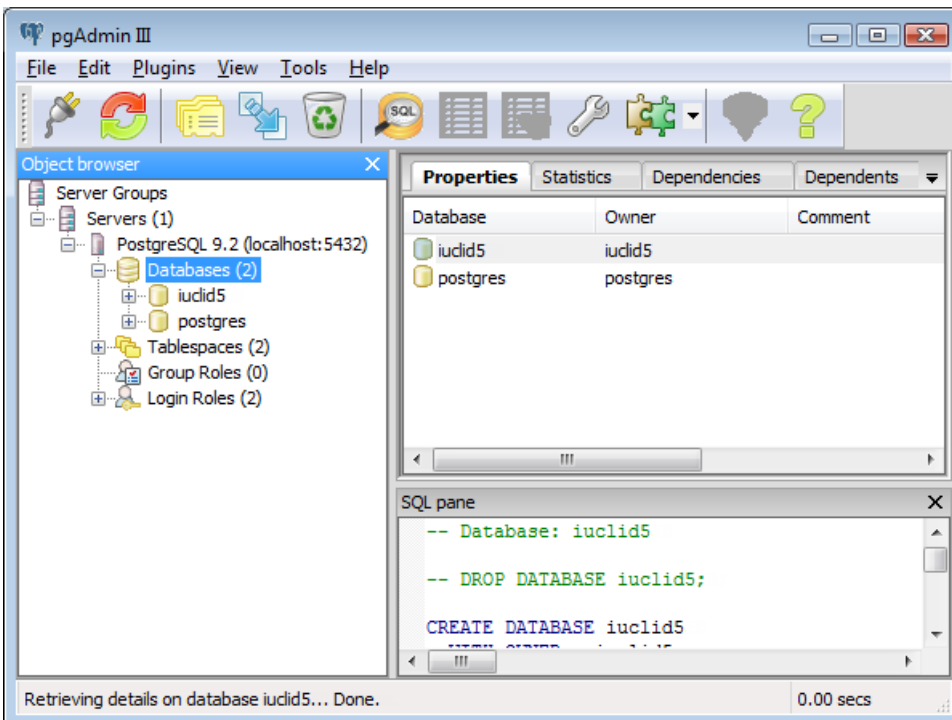 pgAdmin III
File Edit Plugins View Tools Help
SQL
Object browser
Server Groups
Servers (1)
PostgreSQL 9.2 (localhost:5432)
Databases (2)
iuclid5
postgres
Tablespaces (2)
Group Roles (0)
Login Roles (2)
Properties Statistics Dependencies Dependents
Database Owner Comment
iuclid5 iuclid5
postgres postgres
SQL pane
-- Database: iuclid5
-- DROP DATABASE iuclid5;
CREATE DATABASE iuclid5
Retrieving details on database iuclid5... Done. 0.00 secs